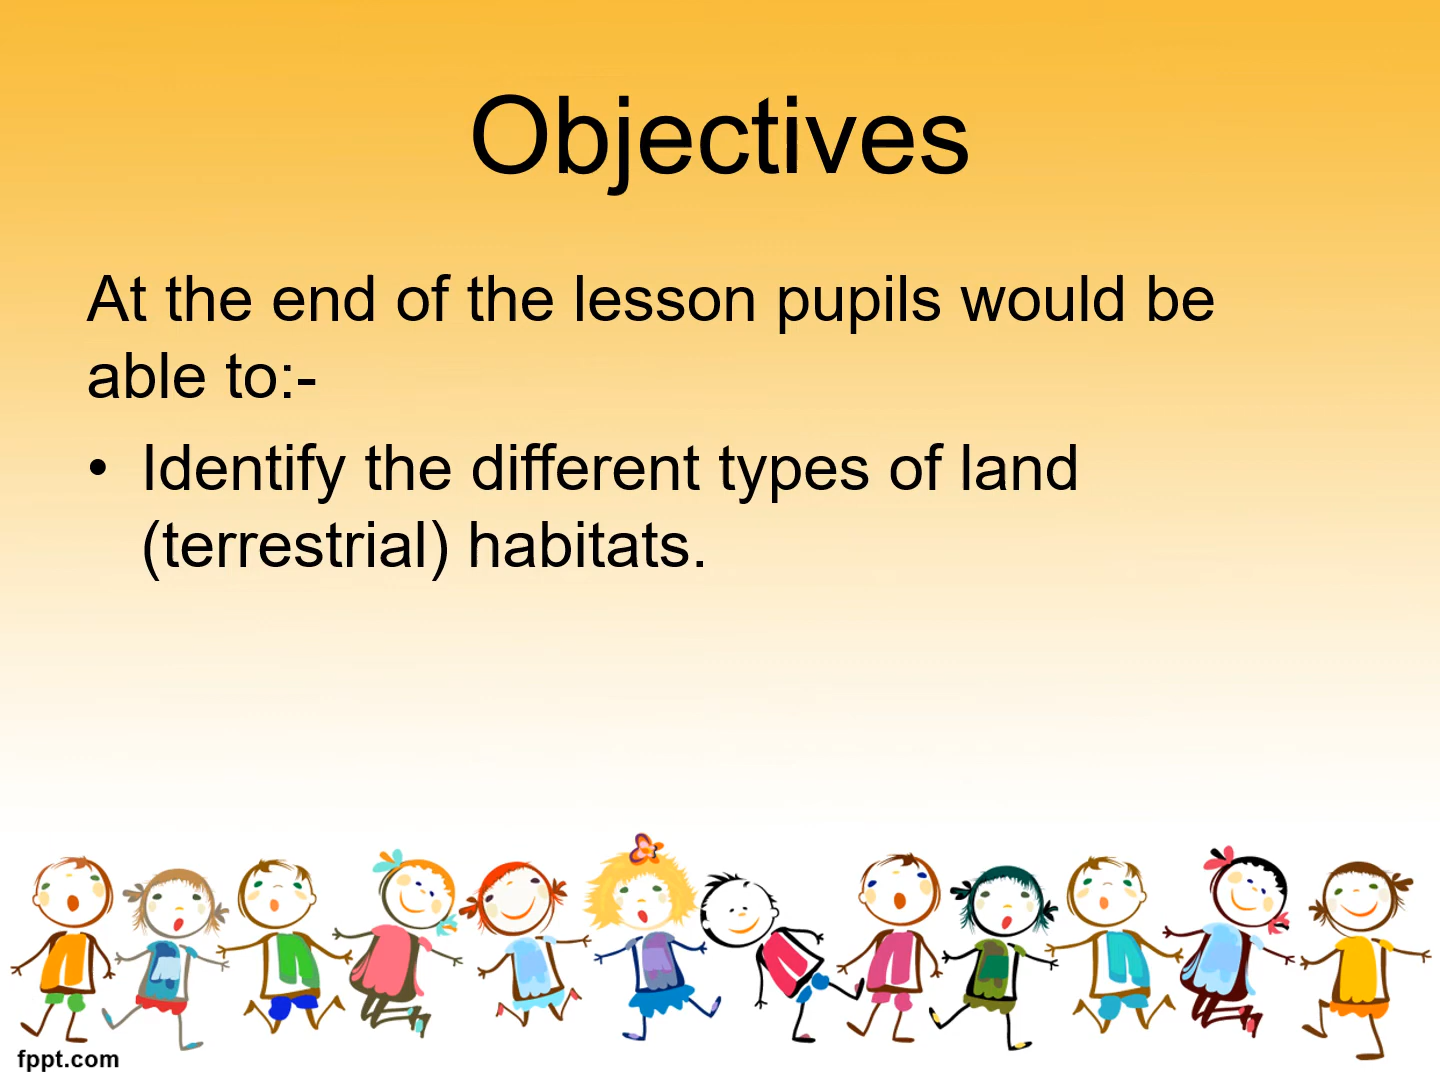 Objectives
At the end of the lesson pupils would be
able to:-
• Identify the different types of land
(terrestrial) habitats.
fppt.com